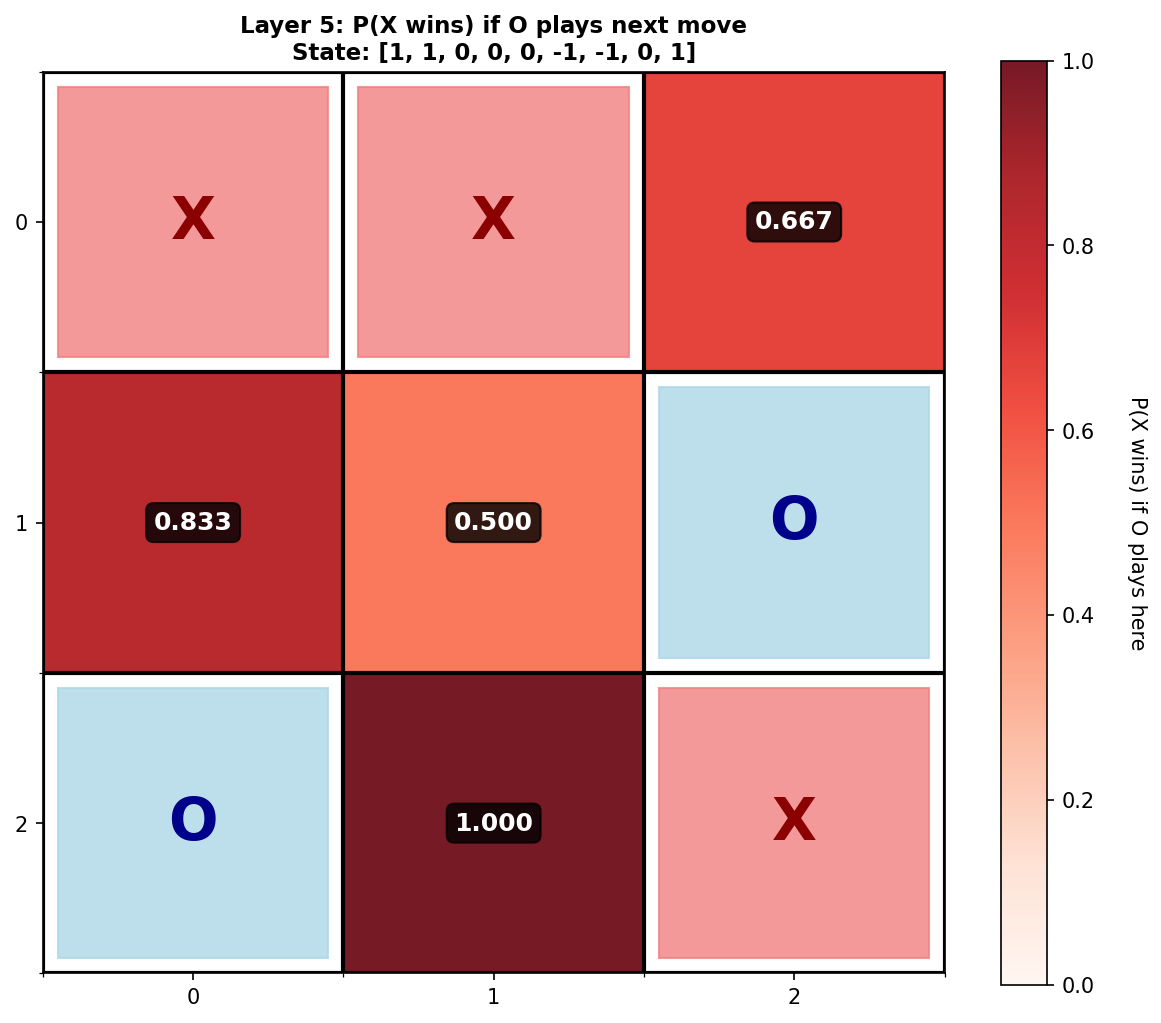 Layer 5: P(X wins) if O plays next move
State: [1, 1, 0, 0, 0, -1, -1, 0, 1]
0
X
X
0.667
1
0.833
0.500
O
2
O
1.000
X
0
1
2
1.0
0.8
0.6
0.4
0.2
0.0
P(X wins) if O plays here